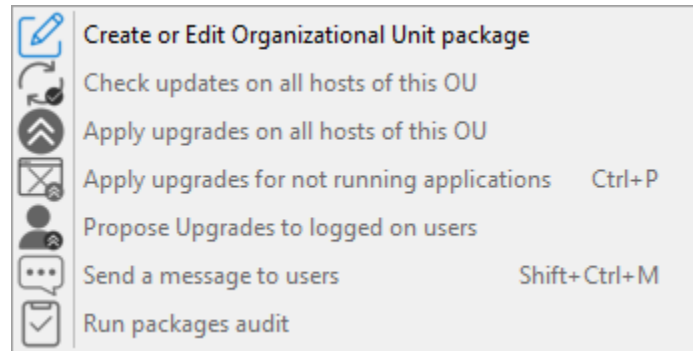 Create or Edit Organizational Unit package
Check updates on all hosts of this OU
Apply upgrades on all hosts of this OU
Apply upgrades for not running applications Ctrl+P
Propose Upgrades to logged on users
Send a message to users Shift+Ctrl+M
Run packages audit